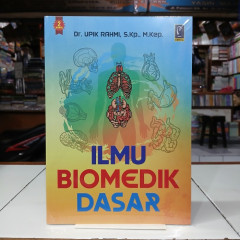 Dr. UPIK RAHMI, S.Kp., M.Kep.
ILMU
BIOMEDIK
DASAR